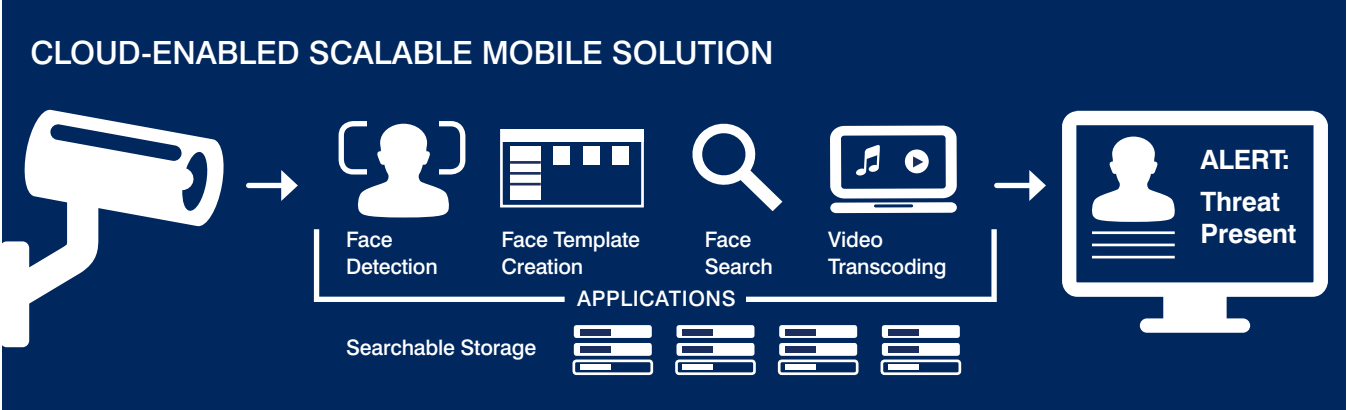 CLOUD-ENABLED SCALABLE MOBILE SOLUTION
Face
Detection
Face Template
Creation
Face
Search
Video
Transcoding
APPLICATIONS
Searchable Storage
ALERT:
Threat
Present